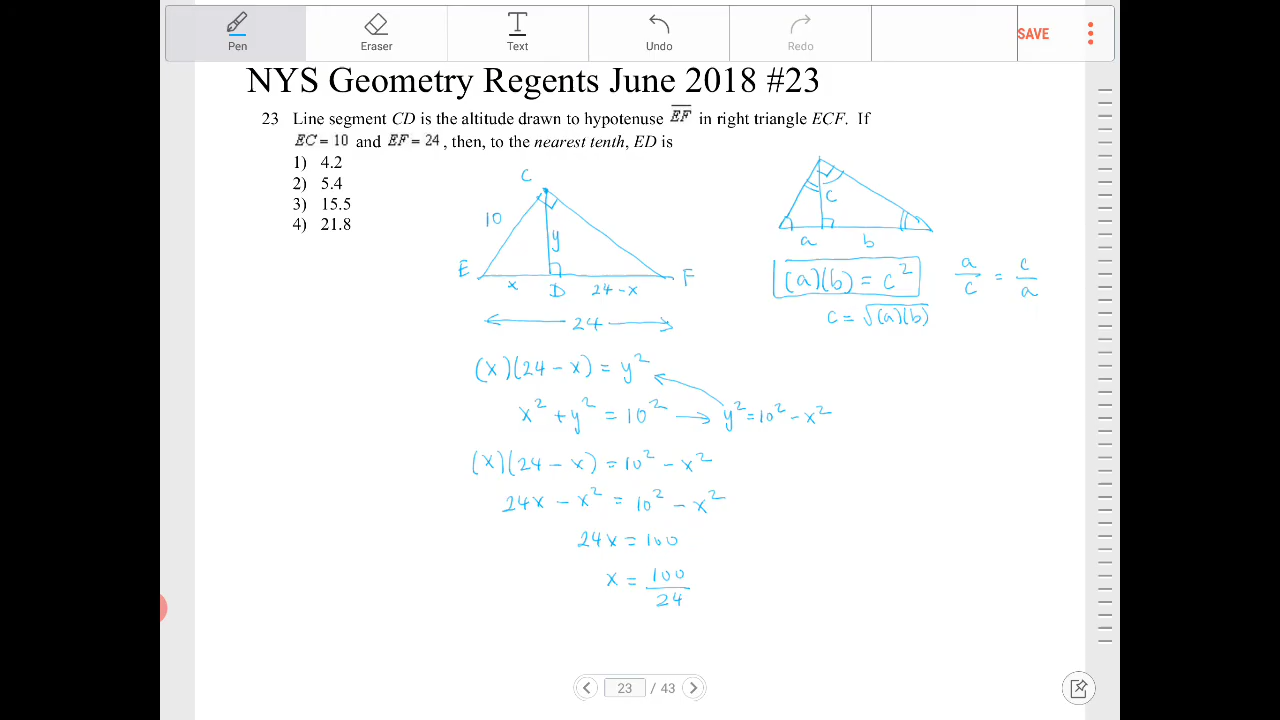 Pen Eraser Text Undo Redo SAVE
NYS Geometry Regents June 2018 #23
23 Line segment CD is the altitude drawn to hypotenuse EF in right triangle ECF. If
EC = 10 and EF = 24, then, to the nearest tenth, ED is
1) 4.2
2) 5.4
3) 15.5
4) 21.8
C
10
y
E
x
D
24-x
F
24
c
a
b
(a)(b) = c²
a/c = c/a
c = √(a)(b)
(x)(24 - x) = y²
x² + y² = 10² → y² = 10² - x²
(x)(24 - x) = 10² - x²
24x - x² = 10² - x²
24x = 100
x = 100/24
23 / 43